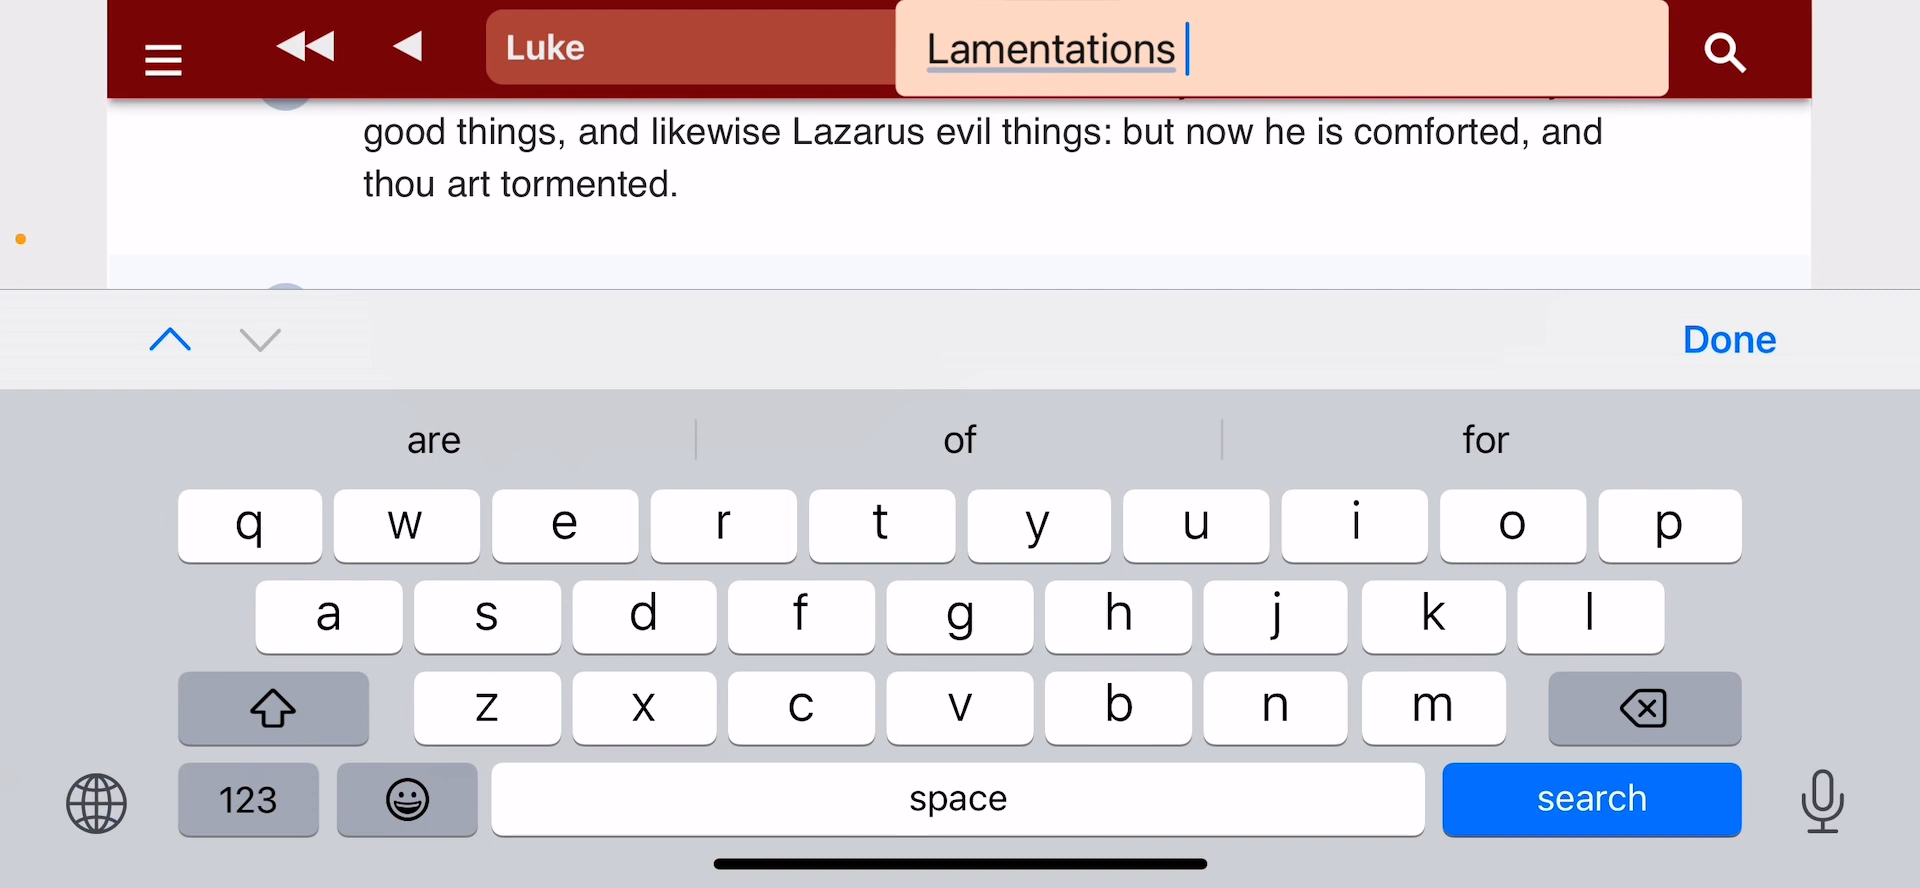 Luke
Lamentations
good things, and likewise Lazarus evil things: but now he is comforted, and
thou art tormented.
Done
are of for
q w e r t y u i o p
a s d f g h j k l
z x c v b n m
123 space search